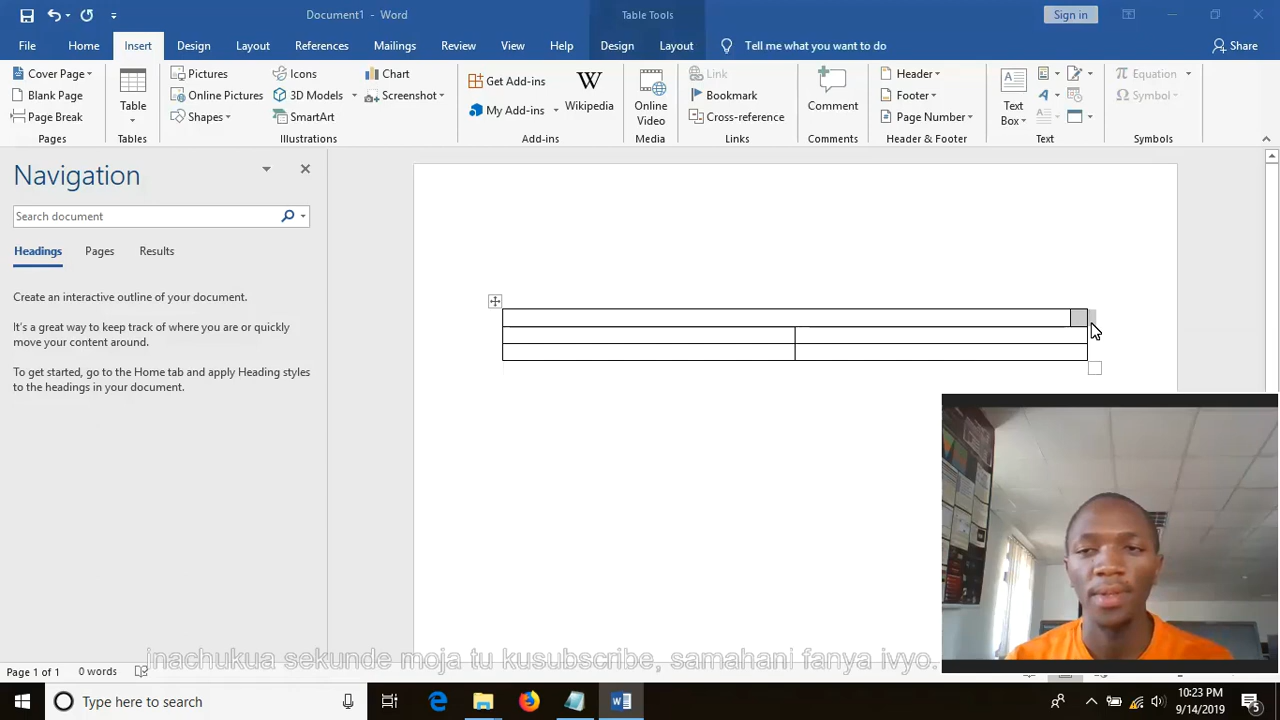 Document1 - Word
Table Tools
Sign in
File
Home
Insert
Design
Layout
References
Mailings
Review
View
Help
Design
Layout
Tell me what you want to do
Share
Cover Page
Blank Page
Page Break
Pages
Table
Tables
Pictures
Online Pictures
Shapes
Icons
3D Models
SmartArt
Chart
Screenshot
Illustrations
Get Add-ins
My Add-ins
Wikipedia
Add-ins
Online
Video
Media
Link
Bookmark
Cross-reference
Links
Comment
Comments
Header
Footer
Page Number
Header & Footer
Text
Box
Text
Equation
Symbol
Symbols
Navigation
Search document
Headings
Pages
Results
Create an interactive outline of your document.
It's a great way to keep track of where you are or quickly
move your content around.
To get started, go to the Home tab and apply Heading styles
to the headings in your document.
inachukua sekunde moja tu kusubscribe, samahani fanya ivyo.
Page 1 of 1
0 words
Type here to search
10:23 PM
9/14/2019
5